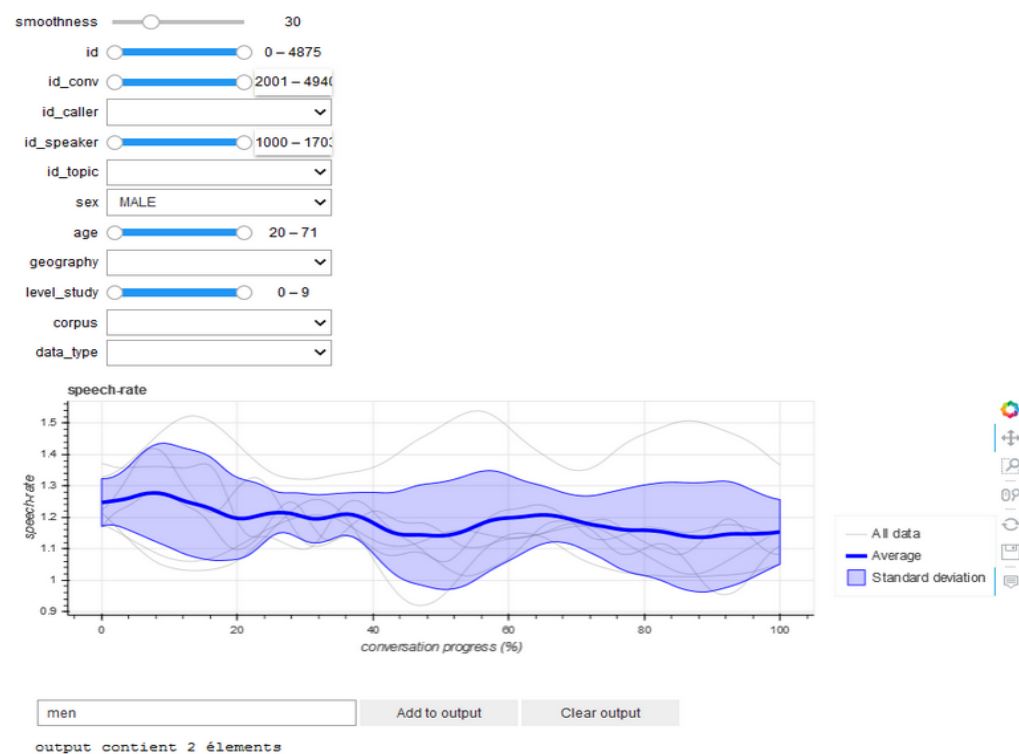 smoothness 30
id 0 – 4875
id_conv 2001 – 4940
id_caller
id_speaker 1000 – 1703
id_topic
sex MALE
age 20 – 71
geography
level_study 0 – 9
corpus
data_type
speech-rate
1.5
1.4
1.3
1.2
1.1
1
0.9
speech-rate
0 20 40 60 80 100
conversation progress (%)
All data
Average
Standard deviation
men Add to output Clear output
output contient 2 élements